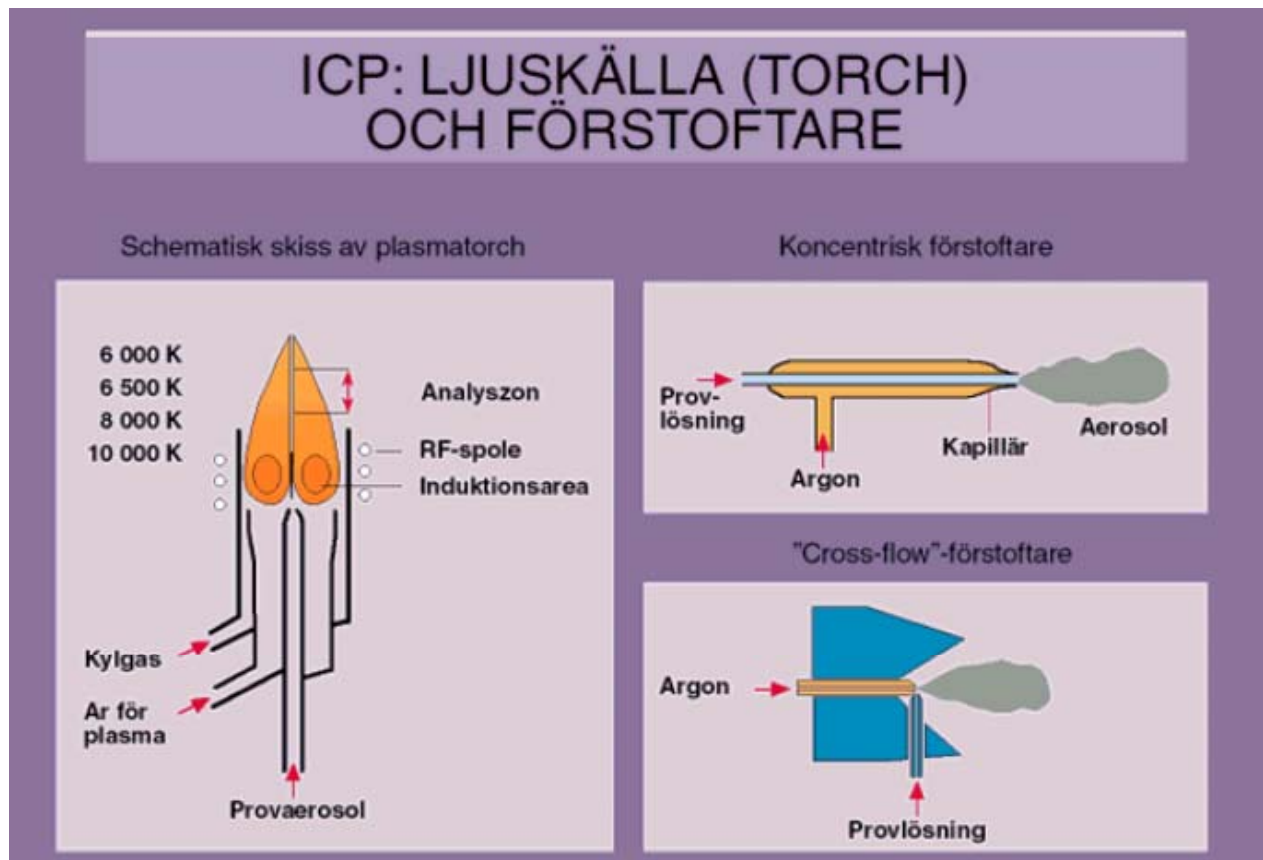 ICP: LJUSKÄLLA (TORCH)
OCH FÖRSTOFTARE
Schematisk skiss av plasmatorch
6 000 K
6 500 K
8 000 K
10 000 K
Analyszon
RF-spole
Induktionsarea
Kylgas
Ar för
plasma
Provaerosol
Koncentrisk förstoftare
Prov-
lösning
Argon
Kapillär
Aerosol
"Cross-flow"-förstoftare
Argon
Provlösning